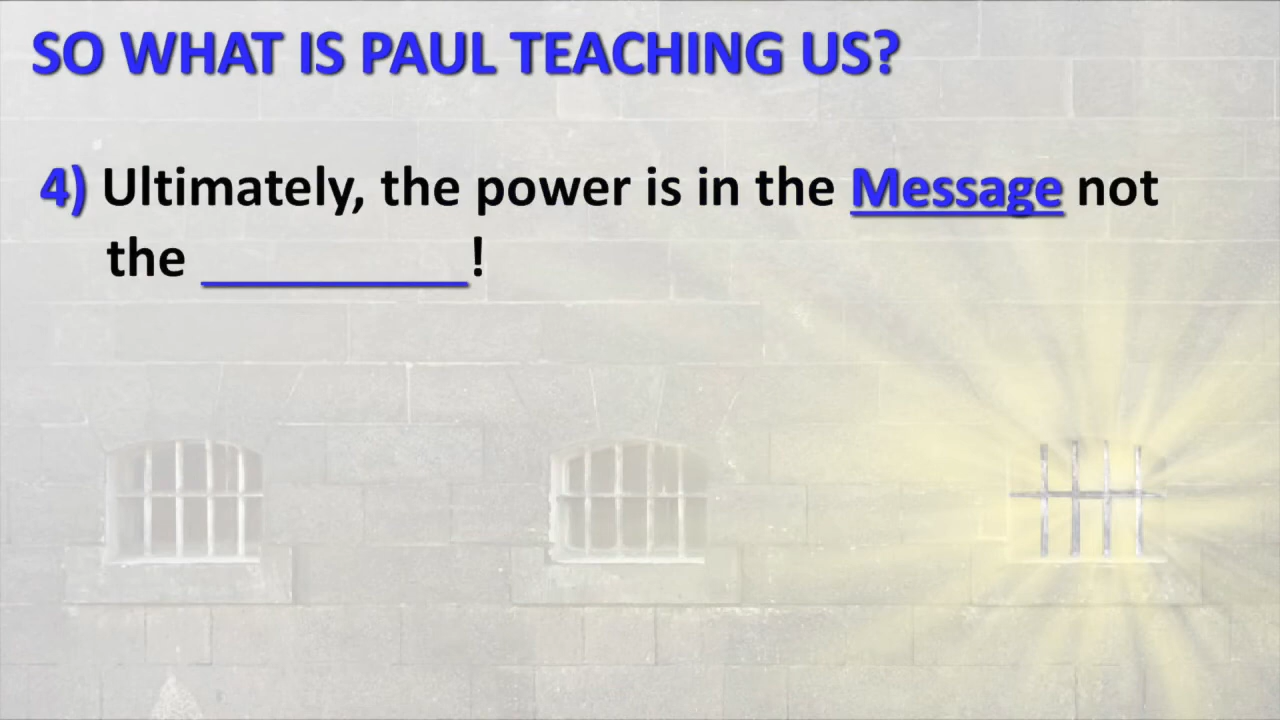 SO WHAT IS PAUL TEACHING US?
4) Ultimately, the power is in the Message not
the __________!